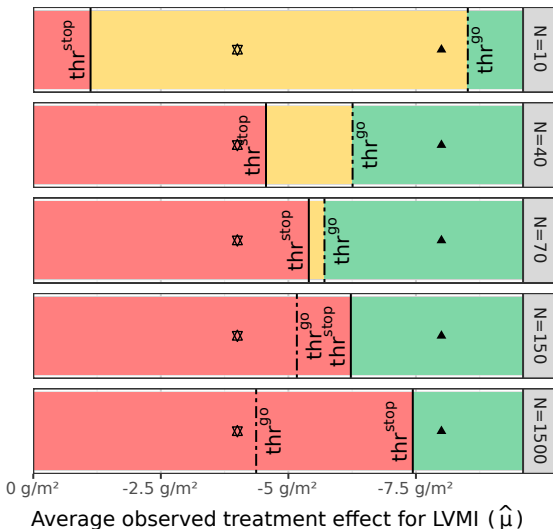 thr^stop
thr^go
N=10
thr^stop
thr^go
N=40
thr^stop
thr^go
N=70
thr^go
thr^stop
N=150
thr^go
thr^stop
N=1500
0 g/m² -2.5 g/m² -5 g/m² -7.5 g/m²
Average observed treatment effect for LVMI (μ̂)